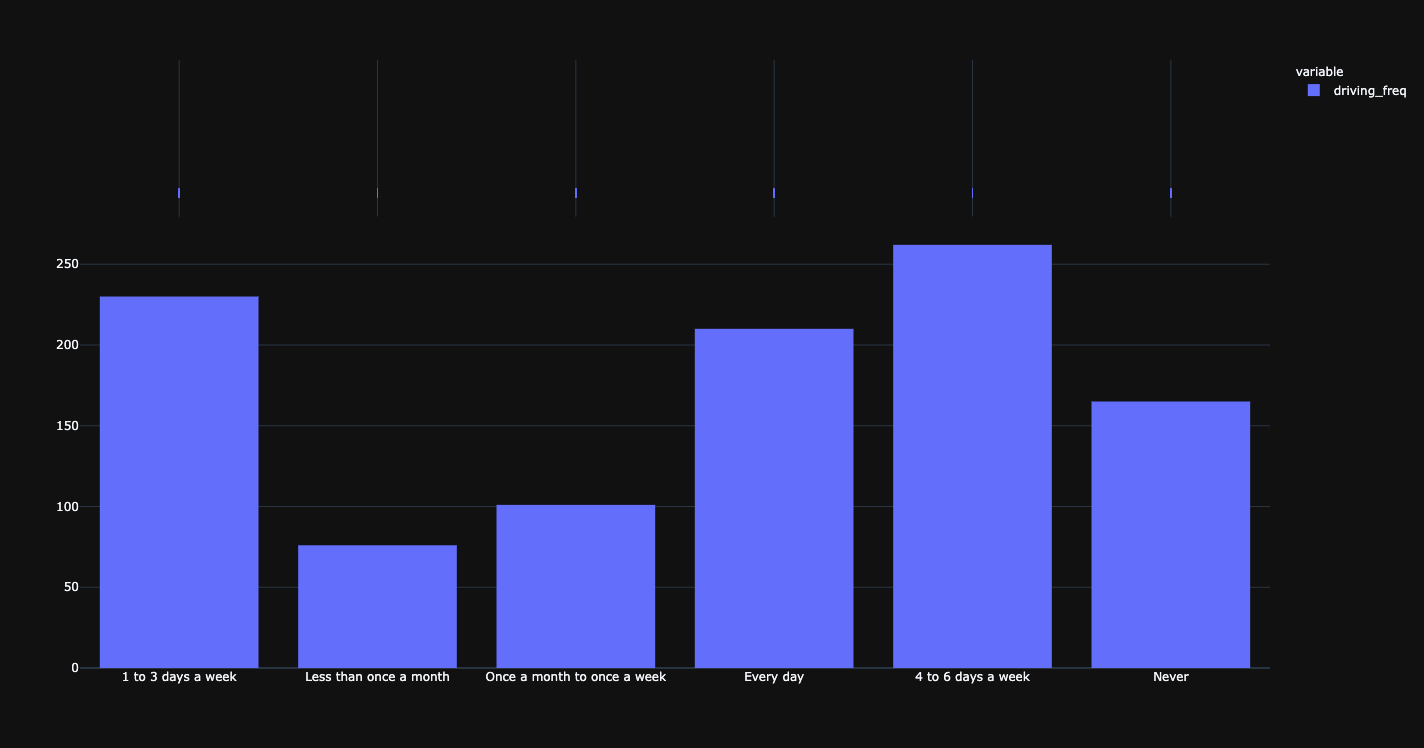 variable
driving_freq
250
200
150
100
50
0
1 to 3 days a week
Less than once a month
Once a month to once a week
Every day
4 to 6 days a week
Never